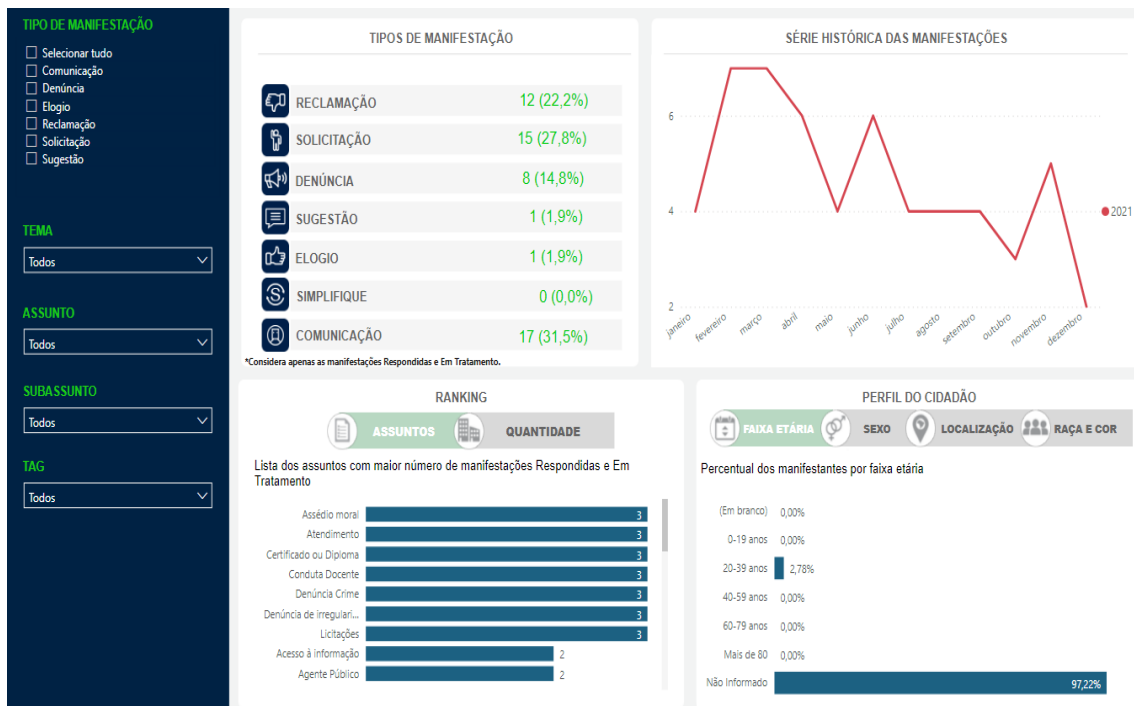 TIPO DE MANIFESTAÇÃO
Selecionar tudo
Comunicação
Denúncia
Elogio
Reclamação
Solicitação
Sugestão
TEMA
Todos
ASSUNTO
Todos
SUBASSUNTO
Todos
TAG
Todos
TIPOS DE MANIFESTAÇÃO
RECLAMAÇÃO 12 (22,2%)
SOLICITAÇÃO 15 (27,8%)
DENÚNCIA 8 (14,8%)
SUGESTÃO 1 (1,9%)
ELOGIO 1 (1,9%)
SIMPLIFIQUE 0 (0,0%)
COMUNICAÇÃO 17 (31,5%)
*Considera apenas as manifestações Respondidas e Em Tratamento.
SÉRIE HISTÓRICA DAS MANIFESTAÇÕES
6
4
2
2021
janeiro fevereiro março abril maio junho julho agosto setembro outubro novembro dezembro
RANKING
ASSUNTOS QUANTIDADE
Lista dos assuntos com maior número de manifestações Respondidas e Em
Tratamento
Assédio moral 3
Atendimento 3
Certificado ou Diploma 3
Conduta Docente 3
Denúncia Crime 3
Denúncia de irregulari... 3
Licitações 3
Acesso à informação 2
Agente Público 2
PERFIL DO CIDADÃO
FAIXA ETÁRIA SEXO LOCALIZAÇÃO RAÇA E COR
Percentual dos manifestantes por faixa etária
(Em branco) 0,00%
0-19 anos 0,00%
20-39 anos 2,78%
40-59 anos 0,00%
60-79 anos 0,00%
Mais de 80 0,00%
Não Informado 97,22%